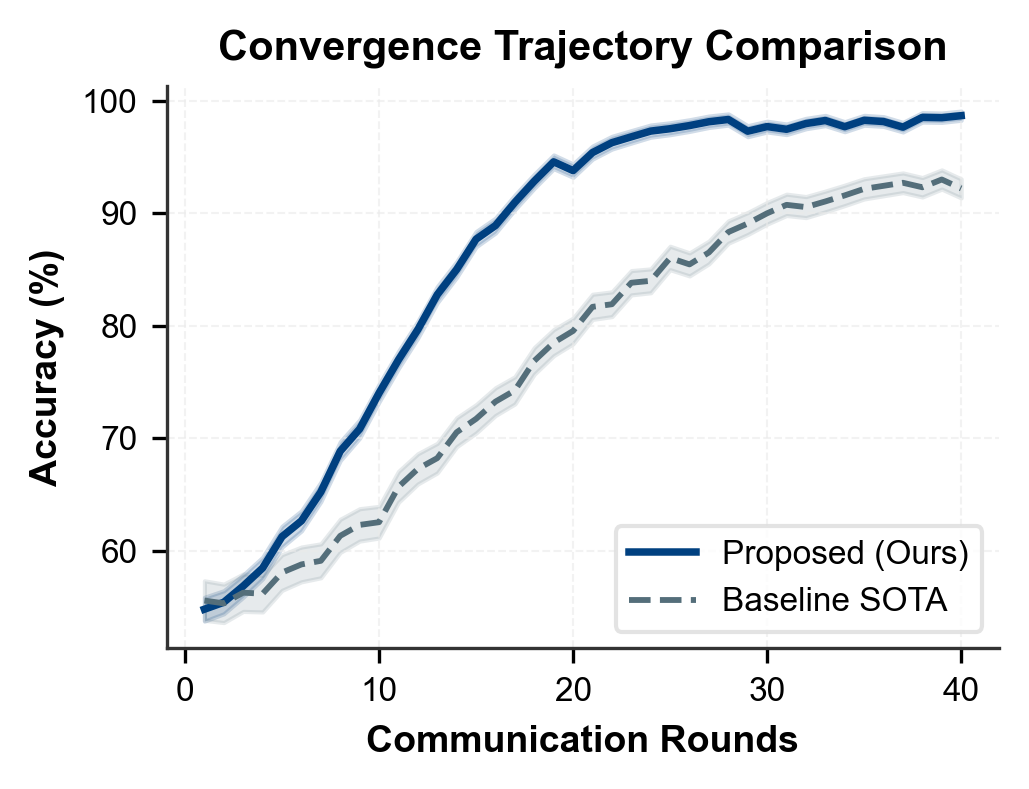 Convergence Trajectory Comparison
100
90
80
70
60
Accuracy (%)
Proposed (Ours)
Baseline SOTA
0 10 20 30 40
Communication Rounds